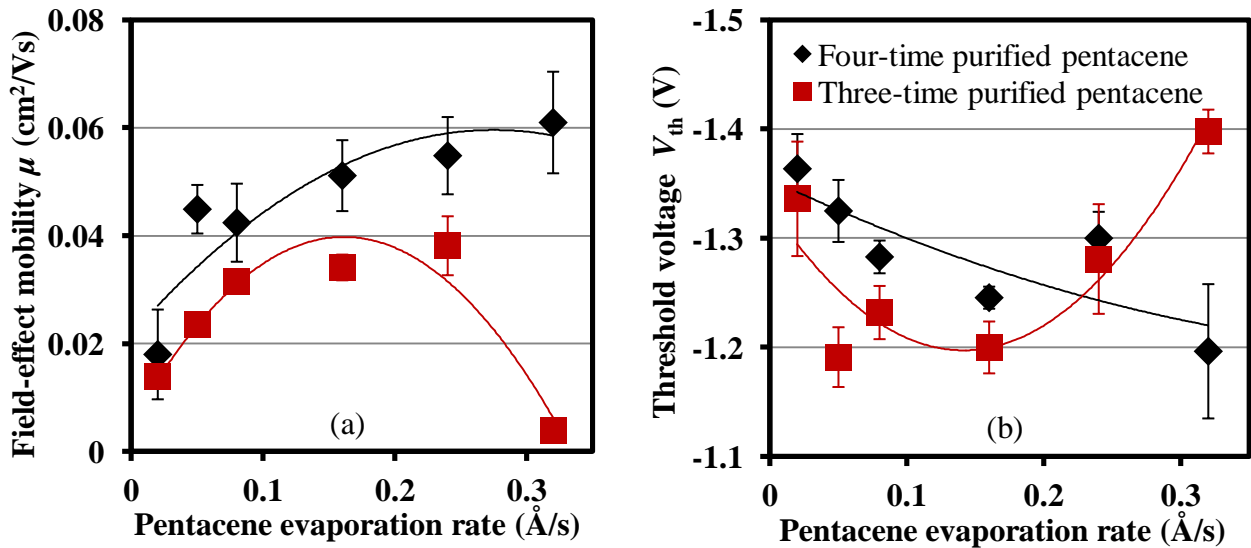 Field-effect mobility μ (cm²/Vs)
0.08
0.06
0.04
0.02
0
(a)
0 0.1 0.2 0.3
Pentacene evaporation rate (Å/s)
Threshold voltage Vth (V)
-1.5
-1.4
-1.3
-1.2
-1.1
Four-time purified pentacene
Three-time purified pentacene
(b)
0 0.1 0.2 0.3
Pentacene evaporation rate (Å/s)